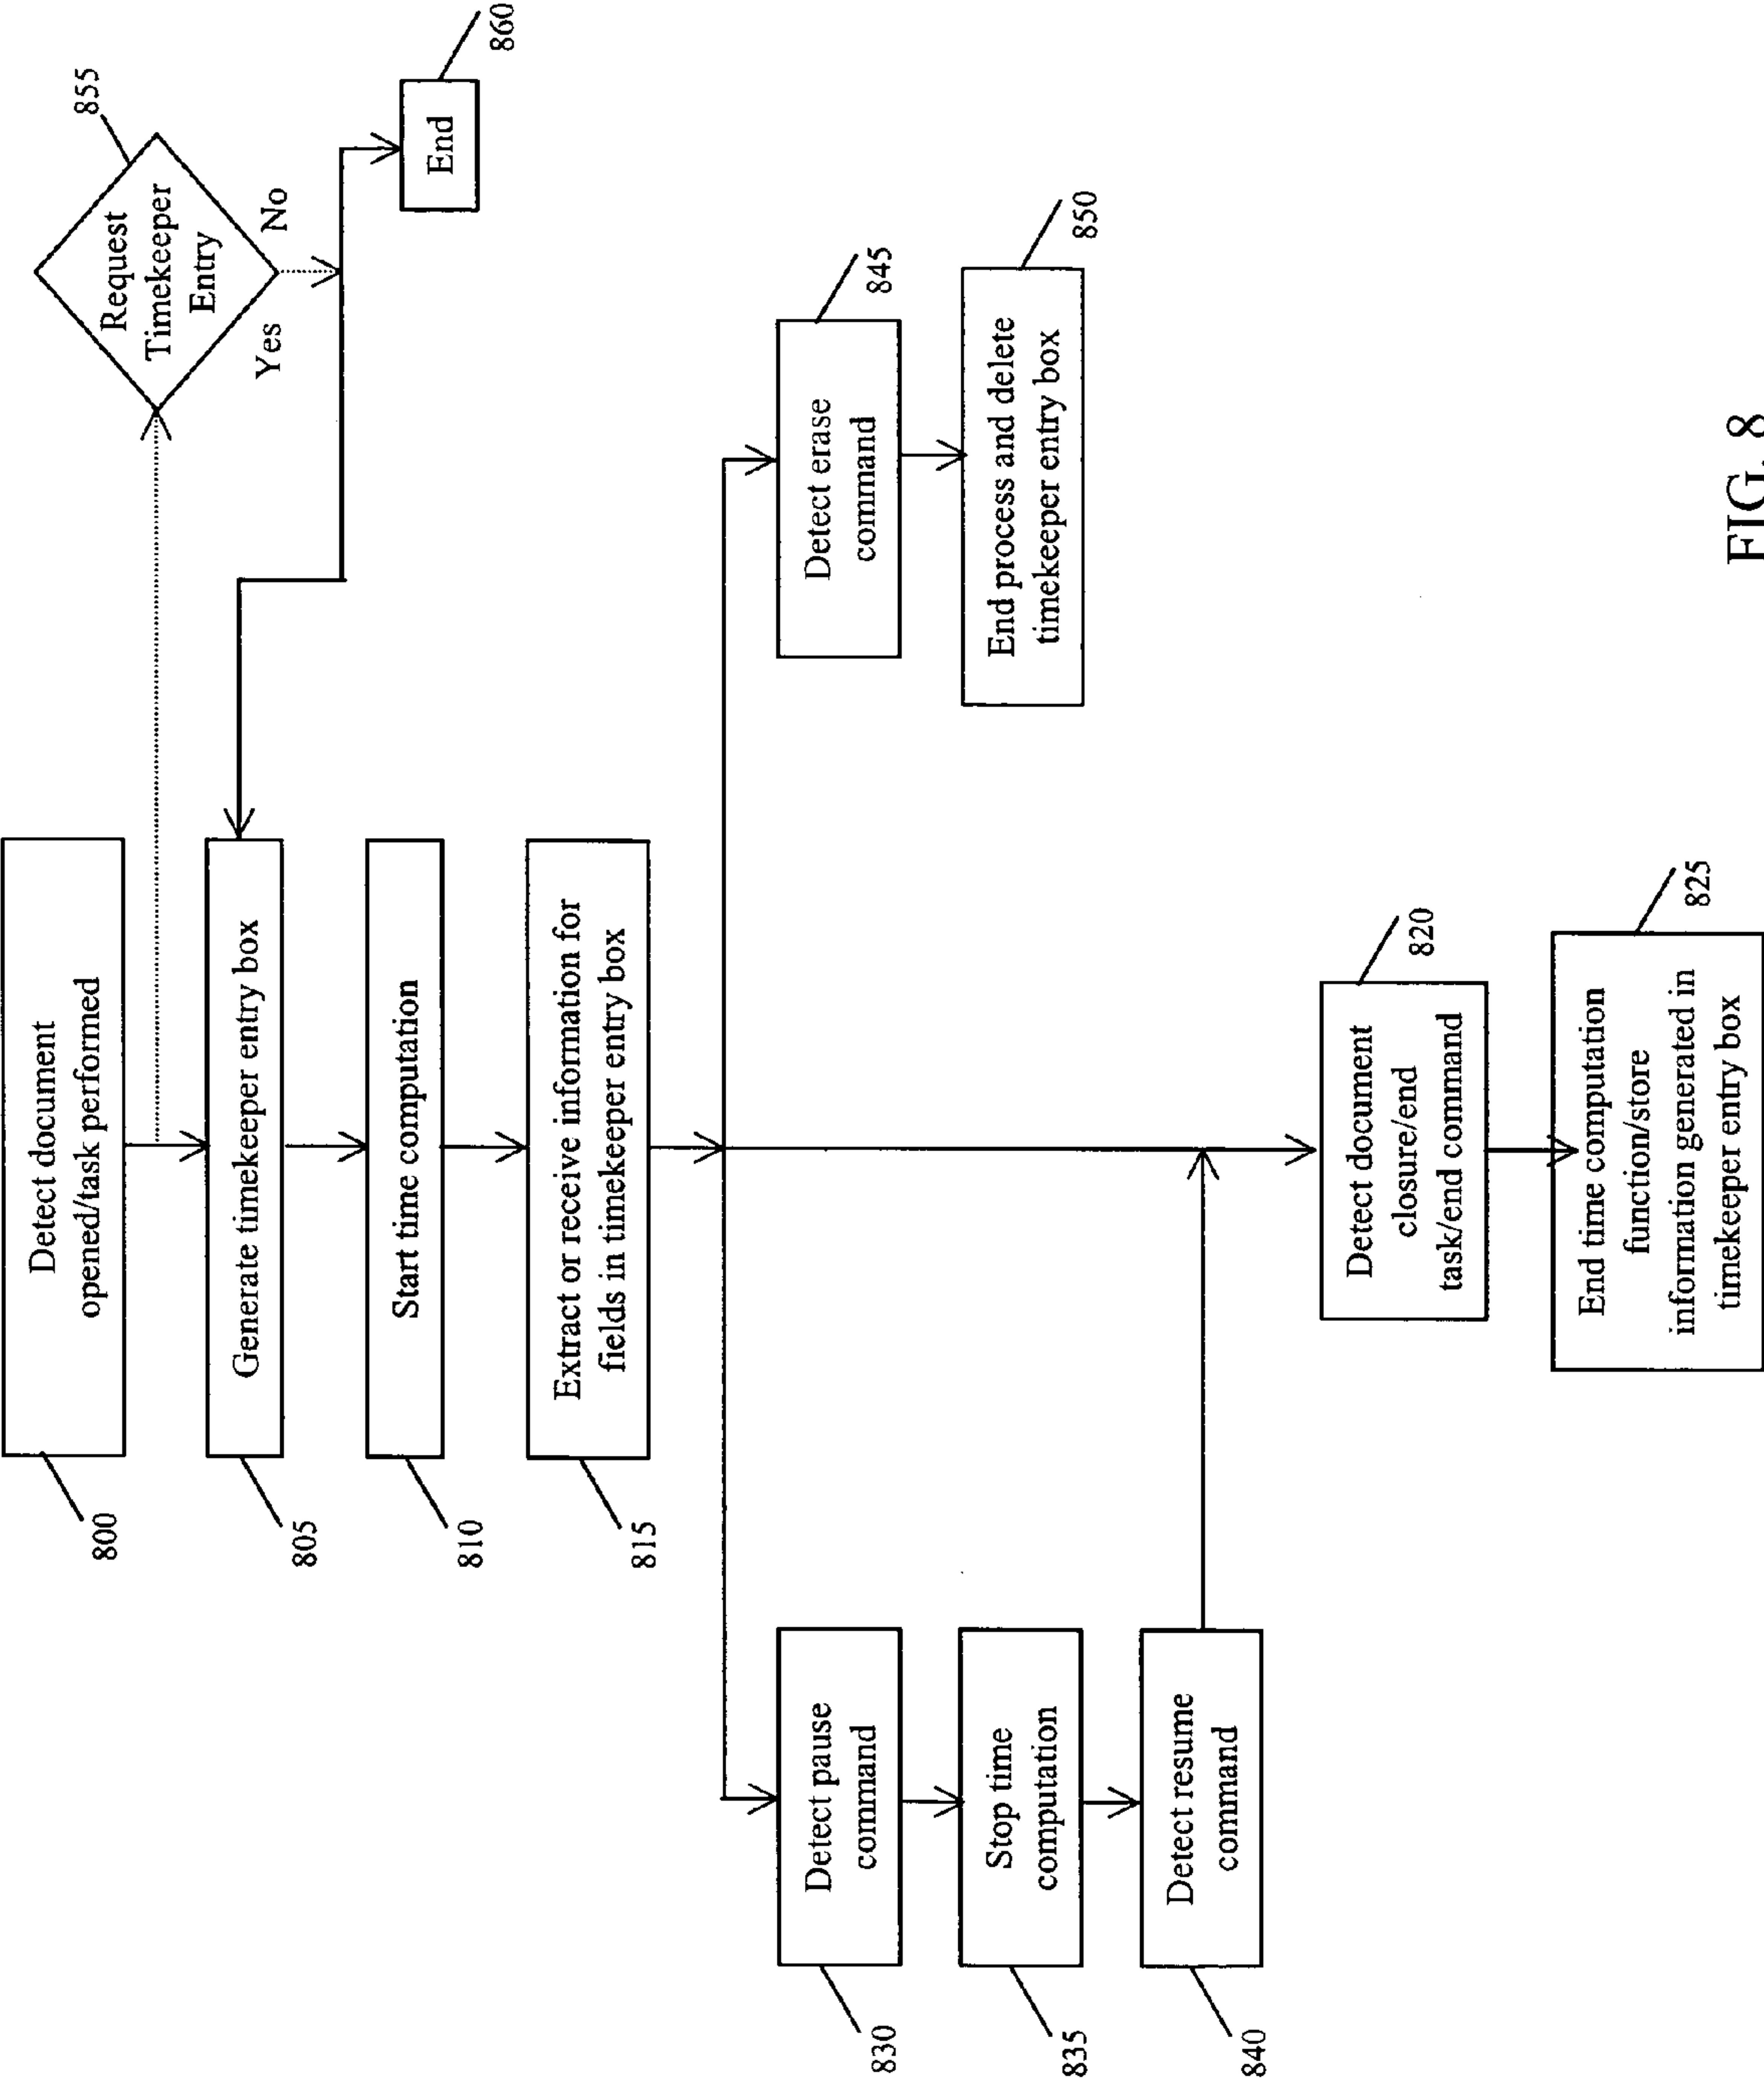 Detect document
opened/task performed
800
Request
Timekeeper
Entry
855
Yes
No
End
860
Generate timekeeper entry box
805
Start time computation
810
Extract or receive information for
fields in timekeeper entry box
815
Detect pause
command
830
Stop time
computation
835
Detect resume
command
840
Detect erase
command
845
End process and delete
timekeeper entry box
850
Detect document
closure/end
task/end command
820
End time computation
function/store
information generated in
timekeeper entry box
825
FIG. 8